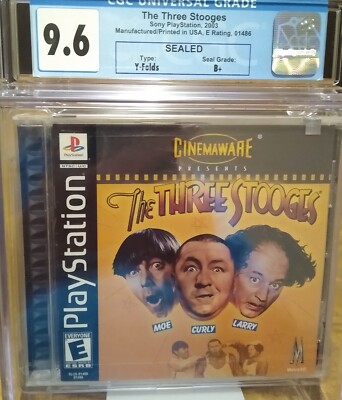 CGC UNIVERSAL GRADE
9.6
The Three Stooges
Sony PlayStation, 2003
Manufactured/Printed in USA, E Rating, 01486
SEALED
Type:
Y-Folds
Seal Grade:
B+
PlayStation
PlayStation
CINEMAWARE
PRESENTS
The THREE STOOGES
MOE
CURLY
LARRY
E